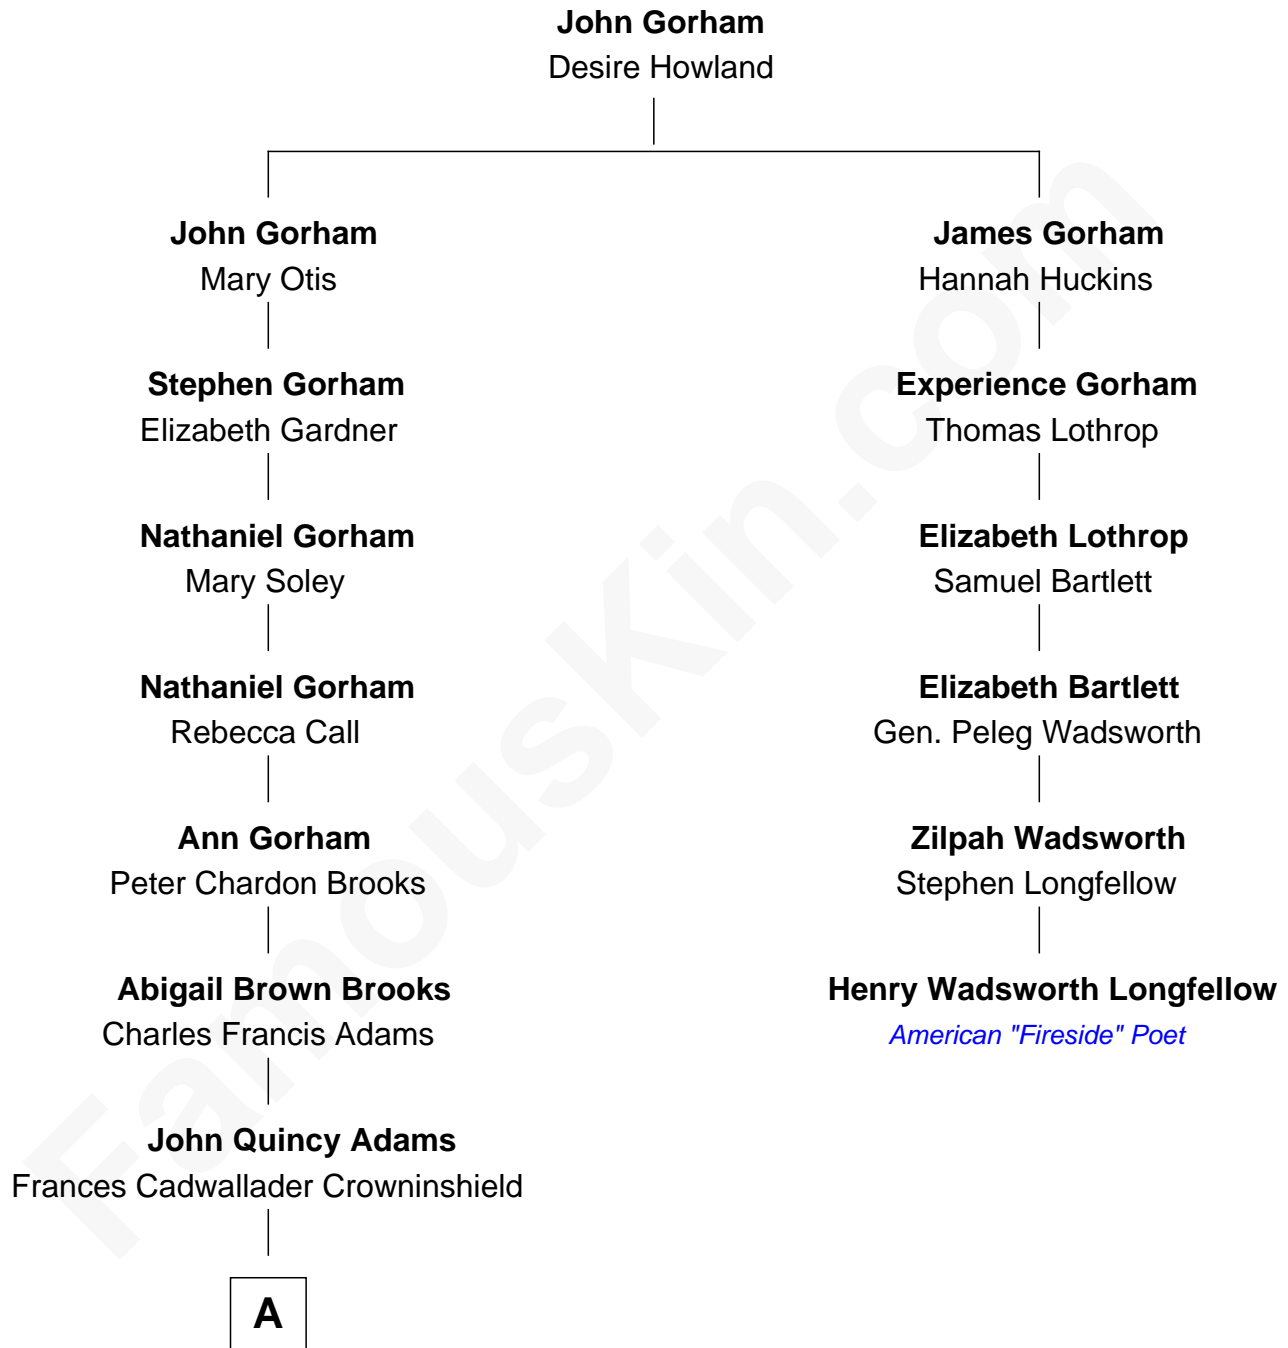 John Gorham
Desire Howland
John Gorham
Mary Otis
James Gorham
Hannah Huckins
Stephen Gorham
Elizabeth Gardner
Experience Gorham
Thomas Lothrop
Nathaniel Gorham
Mary Soley
Elizabeth Lothrop
Samuel Bartlett
Nathaniel Gorham
Rebecca Call
Elizabeth Bartlett
Gen. Peleg Wadsworth
Ann Gorham
Peter Chardon Brooks
Zilpah Wadsworth
Stephen Longfellow
Abigail Brown Brooks
Charles Francis Adams
Henry Wadsworth Longfellow
American "Fireside" Poet
John Quincy Adams
Frances Cadwallader Crowninshield
A
FamousKin.com